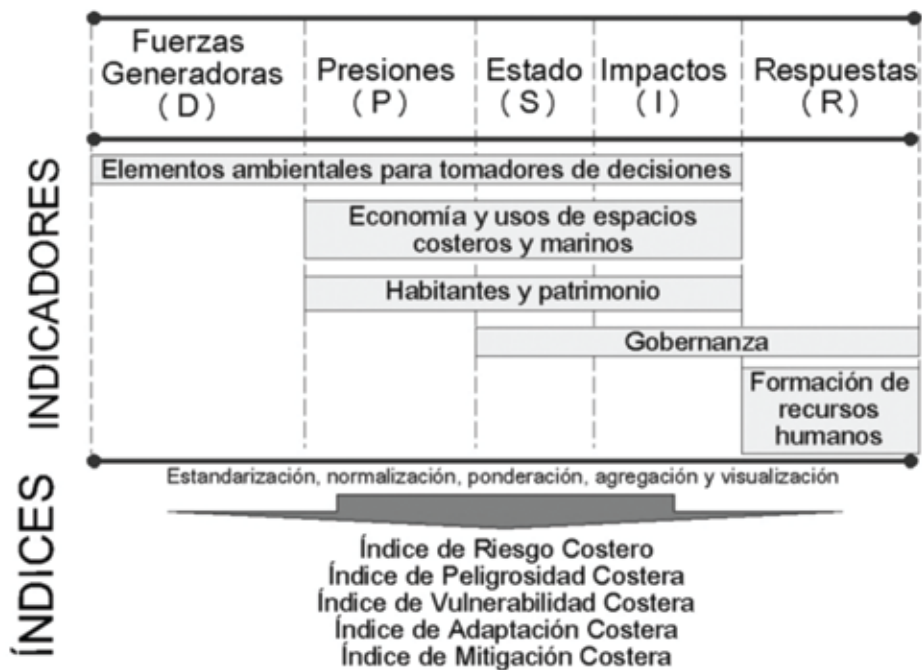 Fuerzas
Generadoras
( D )
Presiones
( P )
Estado
( S )
Impactos
( I )
Respuestas
( R )
INDICADORES
Elementos ambientales para tomadores de decisiones
Economía y usos de espacios
costeros y marinos
Habitantes y patrimonio
Gobernanza
Formación de
recursos
humanos
ÍNDICES
Estandarización, normalización, ponderación, agregación y visualización
Índice de Riesgo Costero
Índice de Peligrosidad Costera
Índice de Vulnerabilidad Costera
Índice de Adaptación Costera
Índice de Mitigación Costera